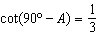 cot(90° – A) = 1/3